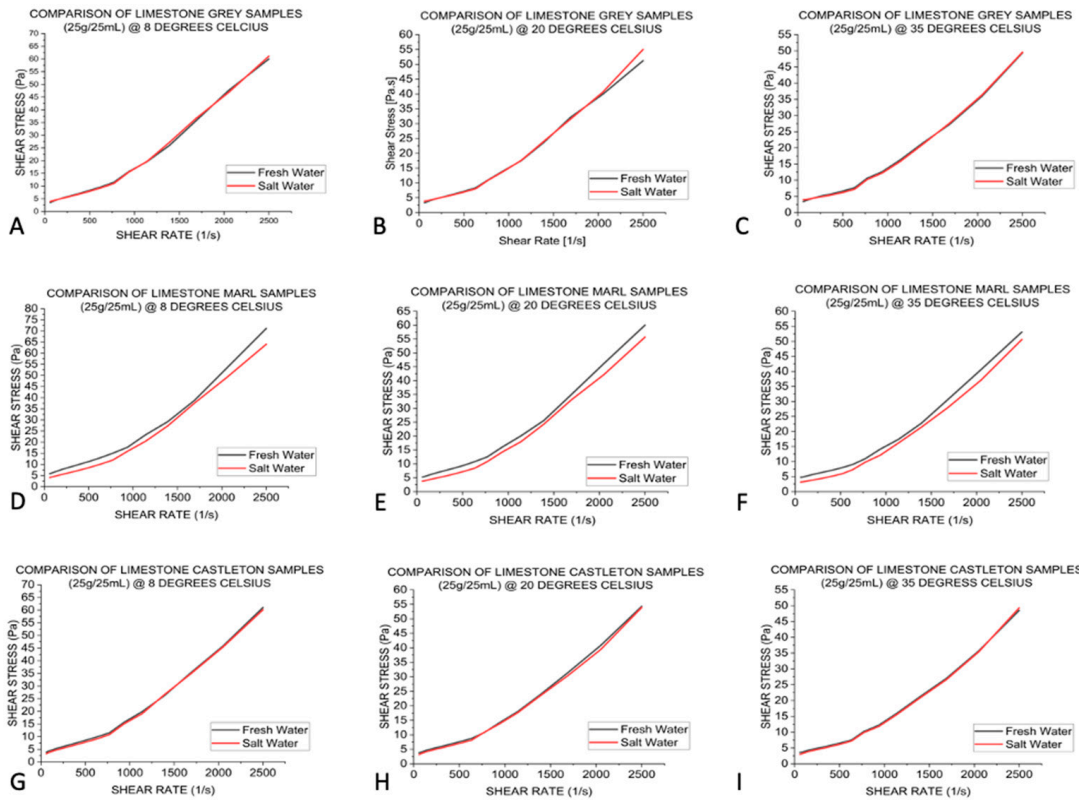 COMPARISON OF LIMESTONE GREY SAMPLES
(25g/25mL) @ 8 DEGREES CELCIUS
SHEAR STRESS (Pa)
70
65
60
55
50
45
40
35
30
25
20
15
10
5
0
0 500 1000 1500 2000 2500
SHEAR RATE (1/s)
Fresh Water
Salt Water
A
COMPARISON OF LIMESTONE GREY SAMPLES
(25g/25mL) @ 20 DEGREES CELSIUS
Shear Stress [Pa.s]
60
55
50
45
40
35
30
25
20
15
10
5
0
0 500 1000 1500 2000 2500
Shear Rate [1/s]
Fresh Water
Salt Water
B
COMPARISON OF LIMESTONE GREY SAMPLES
(25g/25mL) @ 35 DEGREES CELSIUS
SHEAR STRESS (Pa)
55
50
45
40
35
30
25
20
15
10
5
0
0 500 1000 1500 2000 2500
SHEAR RATE (1/s)
Fresh Water
Salt Water
C
COMPARISON OF LIMESTONE MARL SAMPLES
(25g/25mL) @ 8 DEGREES CELSIUS
SHEAR STRESS (Pa)
80
75
70
65
60
55
50
45
40
35
30
25
20
15
10
5
0
0 500 1000 1500 2000 2500
SHEAR RATE (1/s)
Fresh Water
Salt Water
D
COMPARISON OF LIMESTONE MARL SAMPLES
(25g/25mL) @ 20 DEGREES CELSIUS
SHEAR STRESS (Pa)
65
60
55
50
45
40
35
30
25
20
15
10
5
0
0 500 1000 1500 2000 2500
SHEAR RATE (1/s)
Fresh Water
Salt Water
E
COMPARISON OF LIMESTONE MARL SAMPLES
(25g/25mL) @ 35 DEGREES CELSIUS
SHEAR STRESS (Pa)
65
60
55
50
45
40
35
30
25
20
15
10
5
0
0 500 1000 1500 2000 2500
SHEAR RATE (1/s)
Fresh Water
Salt Water
F
COMPARISON OF LIMESTONE CASTLETON SAMPLES
(25g/25mL) @ 8 DEGREES CELSIUS
SHEAR STRESS (Pa)
70
65
60
55
50
45
40
35
30
25
20
15
10
5
0
0 500 1000 1500 2000 2500
SHEAR RATE (1/s)
Fresh Water
Salt Water
G
COMPARISON OF LIMESTONE CASTLETON SAMPLES
(25g/25mL) @ 20 DEGREES CELSIUS
SHEAR STRESS (Pa)
60
55
50
45
40
35
30
25
20
15
10
5
0
0 500 1000 1500 2000 2500
SHEAR RATE (1/s)
Fresh Water
Salt Water
H
COMPARISON OF LIMESTONE CASTLETON SAMPLES
(25g/25mL) @ 35 DEGRESS CELSIUS
SHEAR STRESS (Pa)
55
50
45
40
35
30
25
20
15
10
5
0
0 500 1000 1500 2000 2500
SHEAR RATE (1/s)
Fresh Water
Salt Water
I